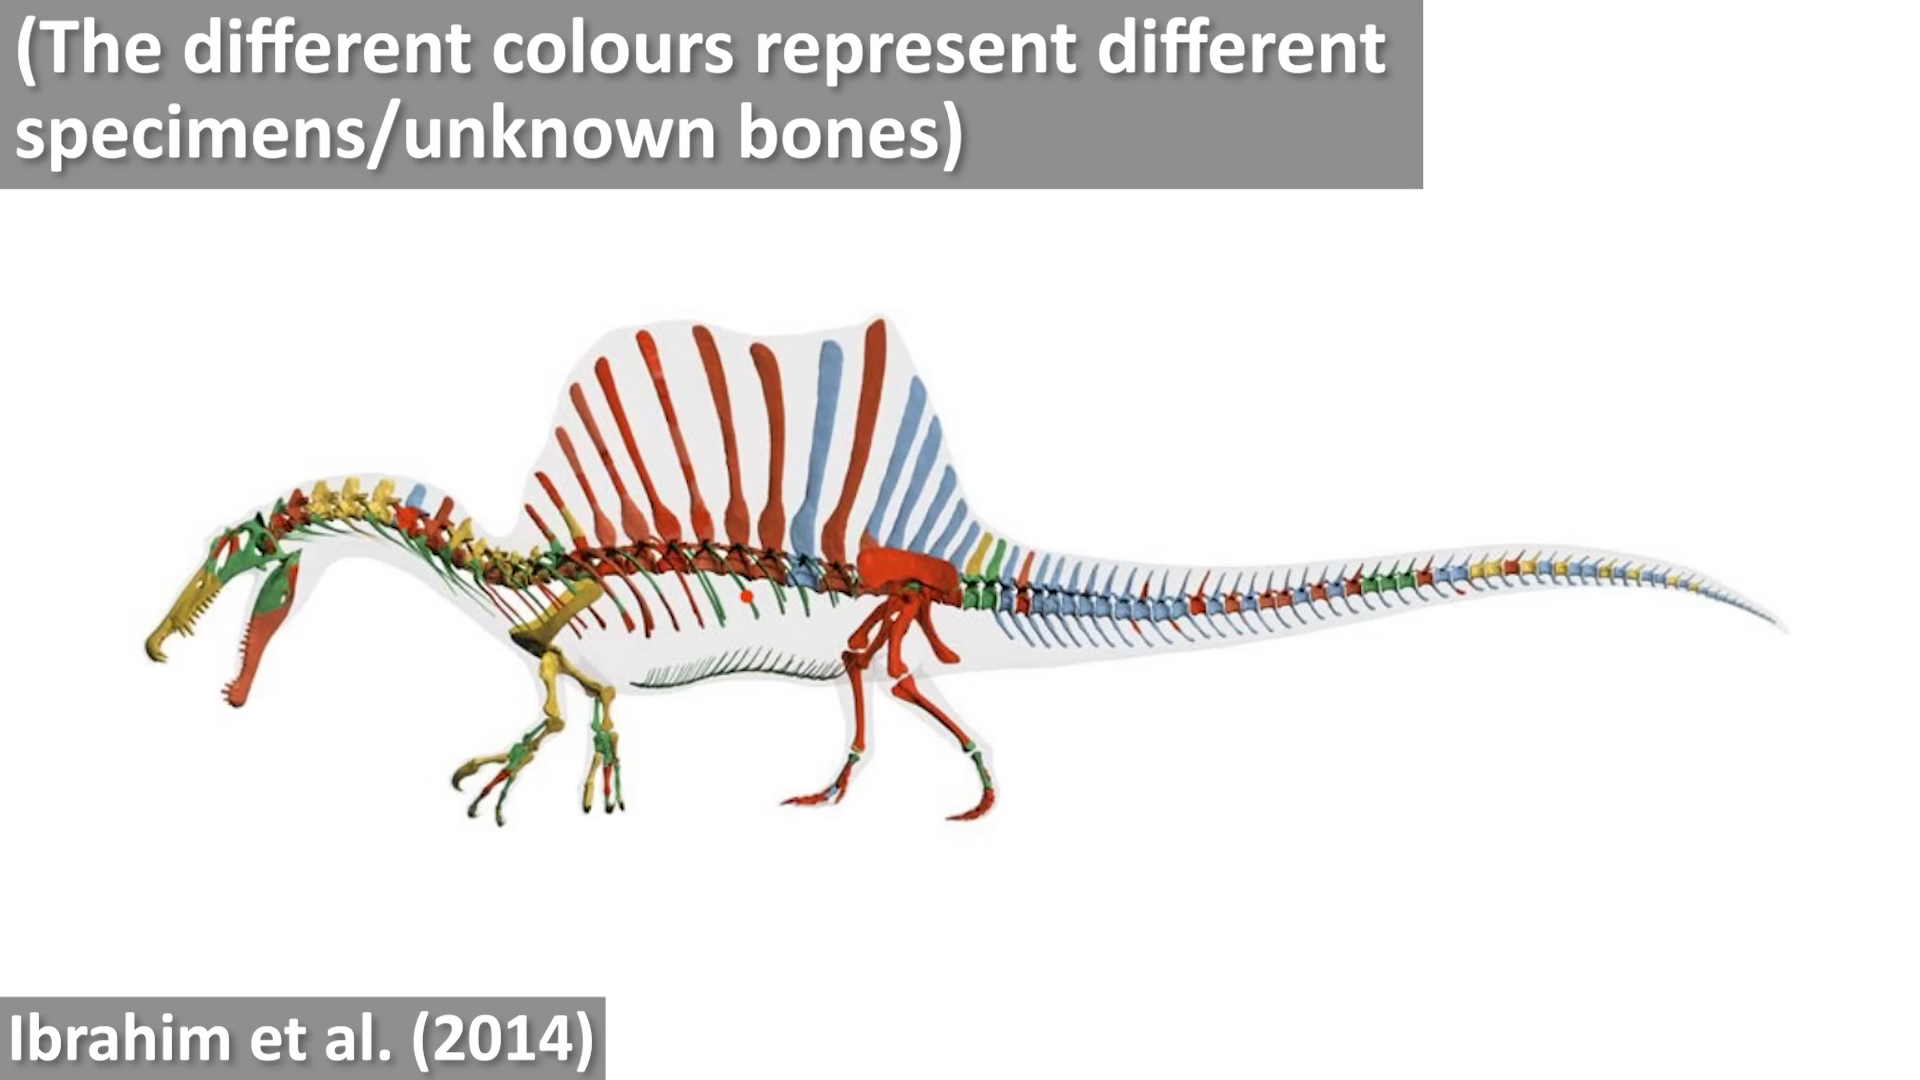 (The different colours represent different
specimens/unknown bones)
Ibrahim et al. (2014)